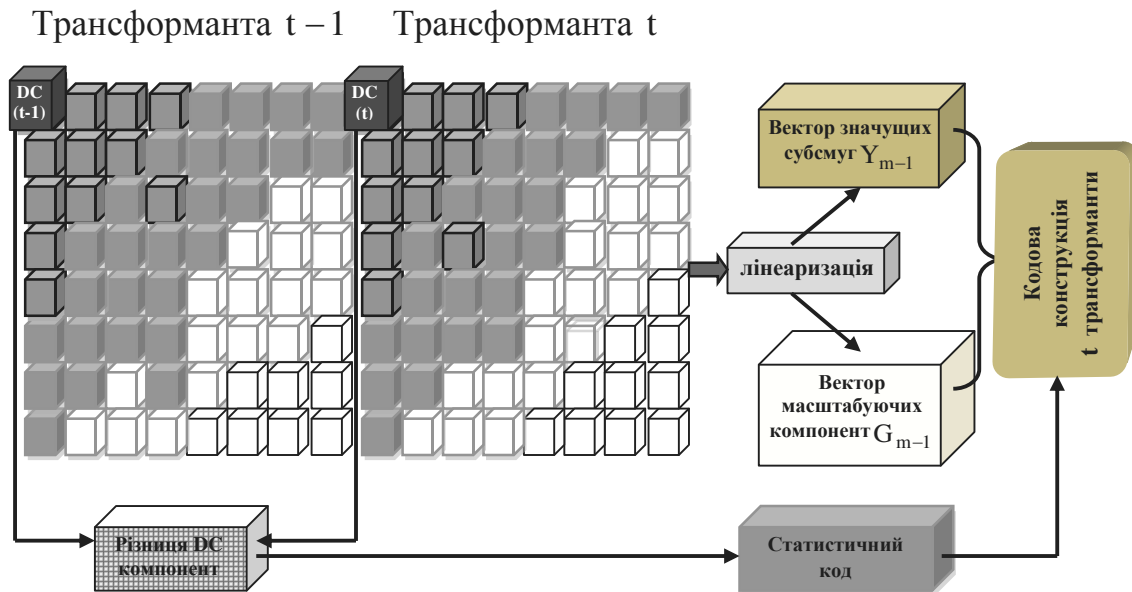 Трансформанта t – 1
Трансформанта t
DC
(t-1)
DC
(t)
Вектор значущих
субсмуг Y m–1
лінеаризація
Вектор
масштабуючих
компонент G m–1
Кодова
конструкція
t трансформанти
Різниця DC
компонент
Статистичний
код